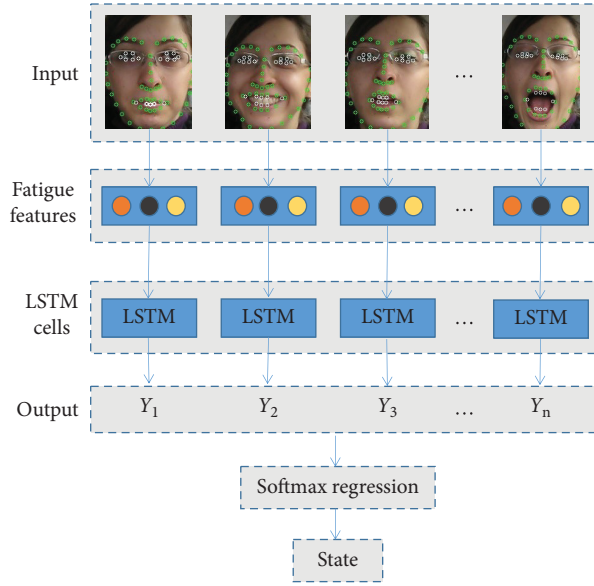 Input
...
Fatigue
features
...
LSTM
cells
LSTM LSTM LSTM ... LSTM
Output
Y1 Y2 Y3 ... Yn
Softmax regression
State